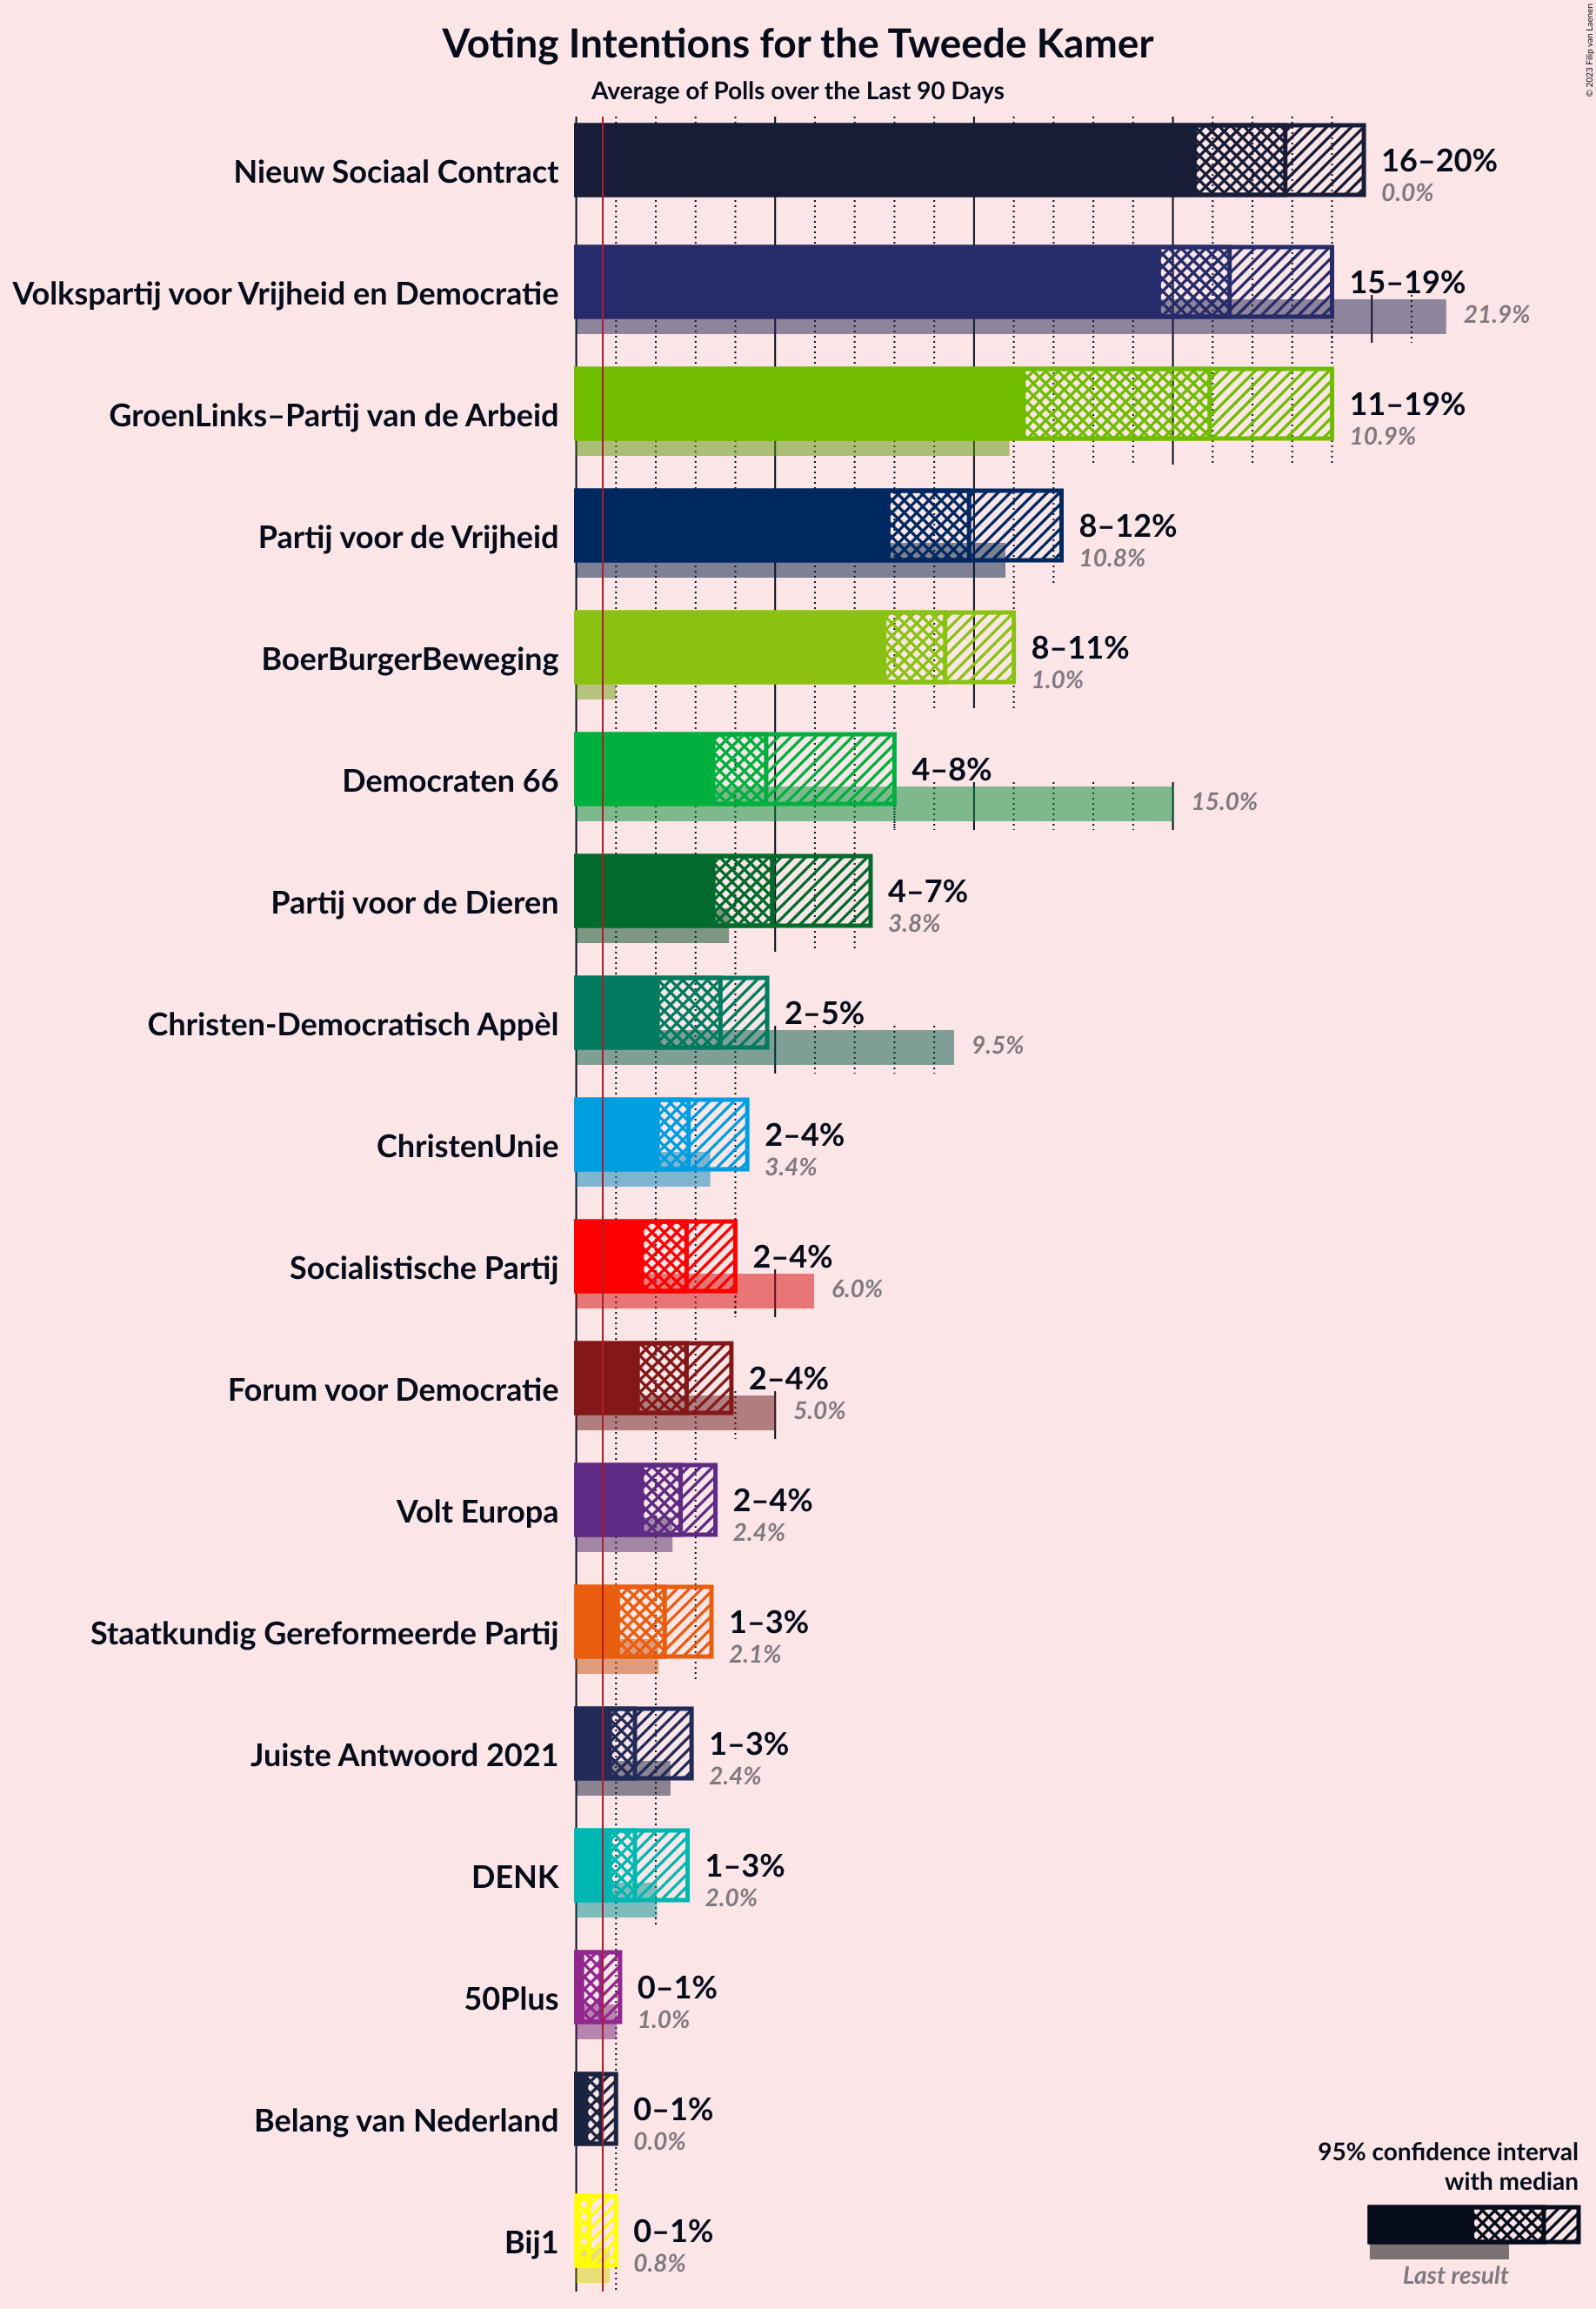 Voting Intentions for the Tweede Kamer
Average of Polls over the Last 90 Days
© 2023 Filip van Laenen
Nieuw Sociaal Contract
16–20%
0.0%
Volkspartij voor Vrijheid en Democratie
15–19%
21.9%
GroenLinks–Partij van de Arbeid
11–19%
10.9%
Partij voor de Vrijheid
8–12%
10.8%
BoerBurgerBeweging
8–11%
1.0%
Democraten 66
4–8%
15.0%
Partij voor de Dieren
4–7%
3.8%
Christen-Democratisch Appèl
2–5%
9.5%
ChristenUnie
2–4%
3.4%
Socialistische Partij
2–4%
6.0%
Forum voor Democratie
2–4%
5.0%
Volt Europa
2–4%
2.4%
Staatkundig Gereformeerde Partij
1–3%
2.1%
Juiste Antwoord 2021
1–3%
2.4%
DENK
1–3%
2.0%
50Plus
0–1%
1.0%
Belang van Nederland
0–1%
0.0%
Bij1
0–1%
0.8%
95% confidence interval
with median
Last result